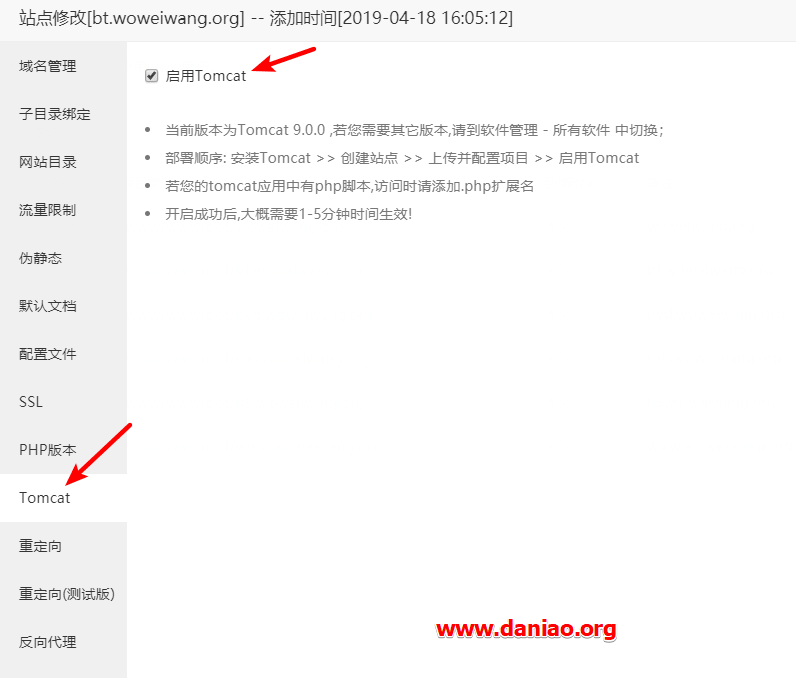 站点修改[bt.woweiwang.org] -- 添加时间[2019-04-18 16:05:12]
域名管理
子目录绑定
网站目录
流量限制
伪静态
默认文档
配置文件
SSL
PHP版本
Tomcat
重定向
重定向(测试版)
反向代理
启用Tomcat
当前版本为Tomcat 9.0.0 ,若您需要其它版本,请到软件管理 - 所有软件 中切换；
部署顺序: 安装Tomcat >> 创建站点 >> 上传并配置项目 >> 启用Tomcat
若您的tomcat应用中有php脚本,访问时请添加.php扩展名
开启成功后,大概需要1-5分钟时间生效!
www.daniao.org